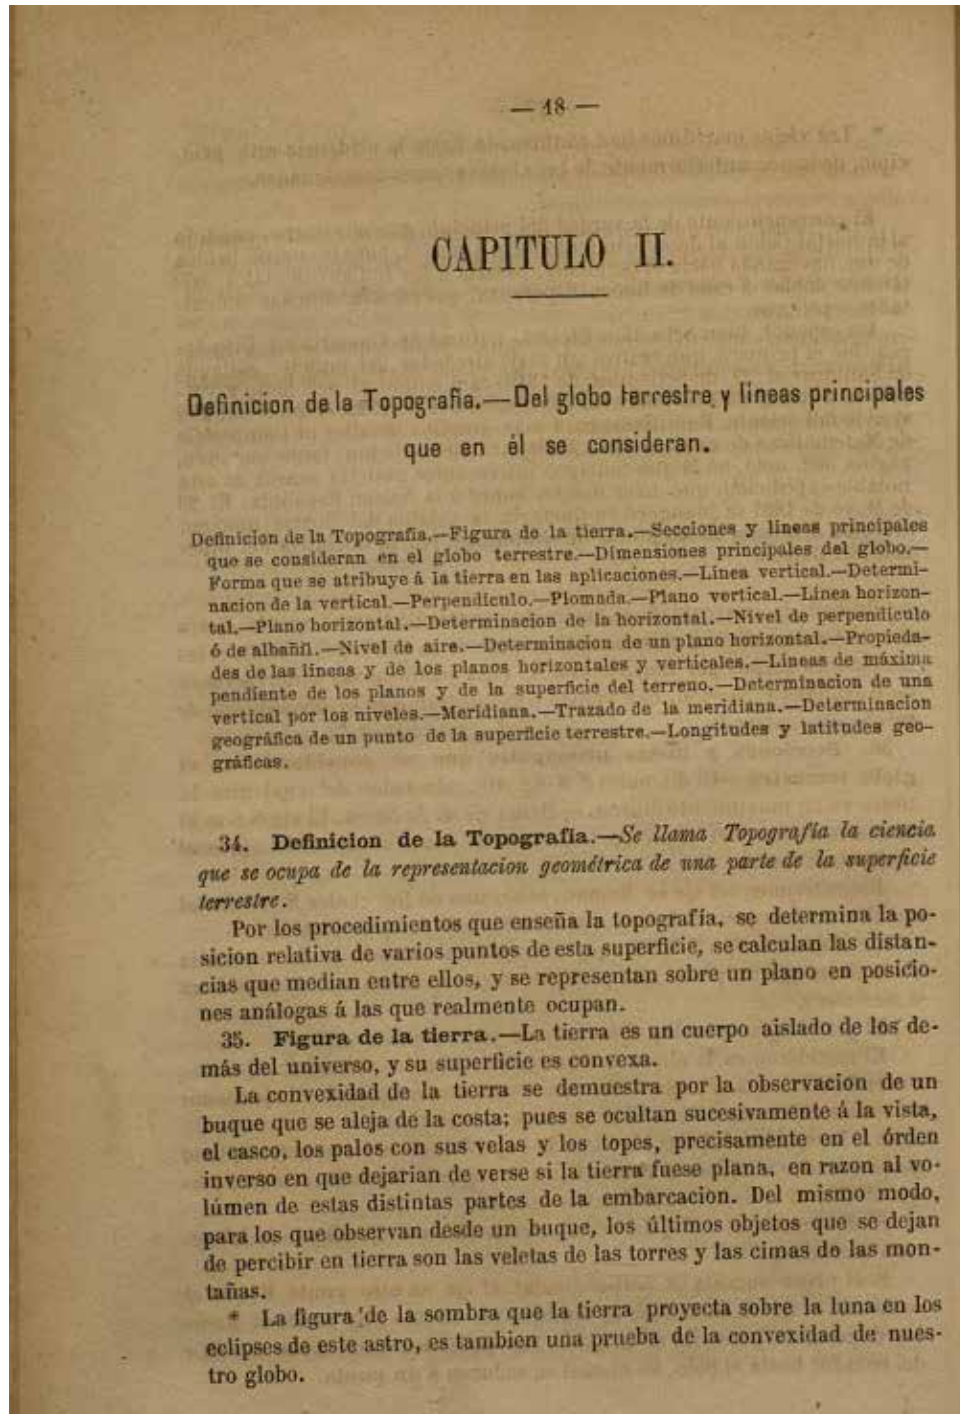 — 18 —
CAPITULO II.
Definicion de la Topografía.—Del globo terrestre y lineas principales
que en él se consideran.
Definicion de la Topografía.—Figura de la tierra.—Secciones y lineas principales
que se consideran en el globo terrestre.—Dimensiones principales del globo.—
Forma que se atribuye á la tierra en las aplicaciones.—Linea vertical.—Determi-
nacion de la vertical.—Perpendículo.—Plomada.—Plano vertical.—Linea horizon-
tal.—Plano horizontal.—Determinacion de la horizontal.—Nivel de perpendículo
ó de albañil.—Nivel de aire.—Determinacion de un plano horizontal.—Propieda-
des de las lineas y de los planos horizontales y verticales.—Lineas de máxima
pendiente de los planos y de la superficie del terreno.—Determinacion de una
vertical por los niveles.—Meridiana.—Trazado de la meridiana.—Determinacion
geográfica de un punto de la superficie terrestre.—Longitudes y latitudes geo-
gráficas.
34. Definicion de la Topografía.—Se llama Topografía la ciencia
que se ocupa de la representacion geométrica de una parte de la superficie
terrestre.
Por los procedimientos que enseña la topografía, se determina la po-
sicion relativa de varios puntos de esta superficie, se calculan las distan-
cias que median entre ellos, y se representan sobre un plano en posicio-
nes análogas á las que realmente ocupan.
35. Figura de la tierra.—La tierra es un cuerpo aislado de los de-
más del universo, y su superficie es convexa.
La convexidad de la tierra se demuestra por la observacion de un
buque que se aleja de la costa; pues se ocultan sucesivamente á la vista,
el casco, los palos con sus velas y los topes, precisamente en el órden
inverso en que dejarian de verse si la tierra fuese plana, en razon al vo-
lúmen de estas distintas partes de la embarcacion. Del mismo modo,
para los que observan desde un buque, los últimos objetos que se dejan
de percibir en tierra son las veletas de las torres y las cimas de las mon-
tañas.
* La figura de la sombra que la tierra proyecta sobre la luna en los
eclipses de este astro, es tambien una prueba de la convexidad de nues-
tro globo.